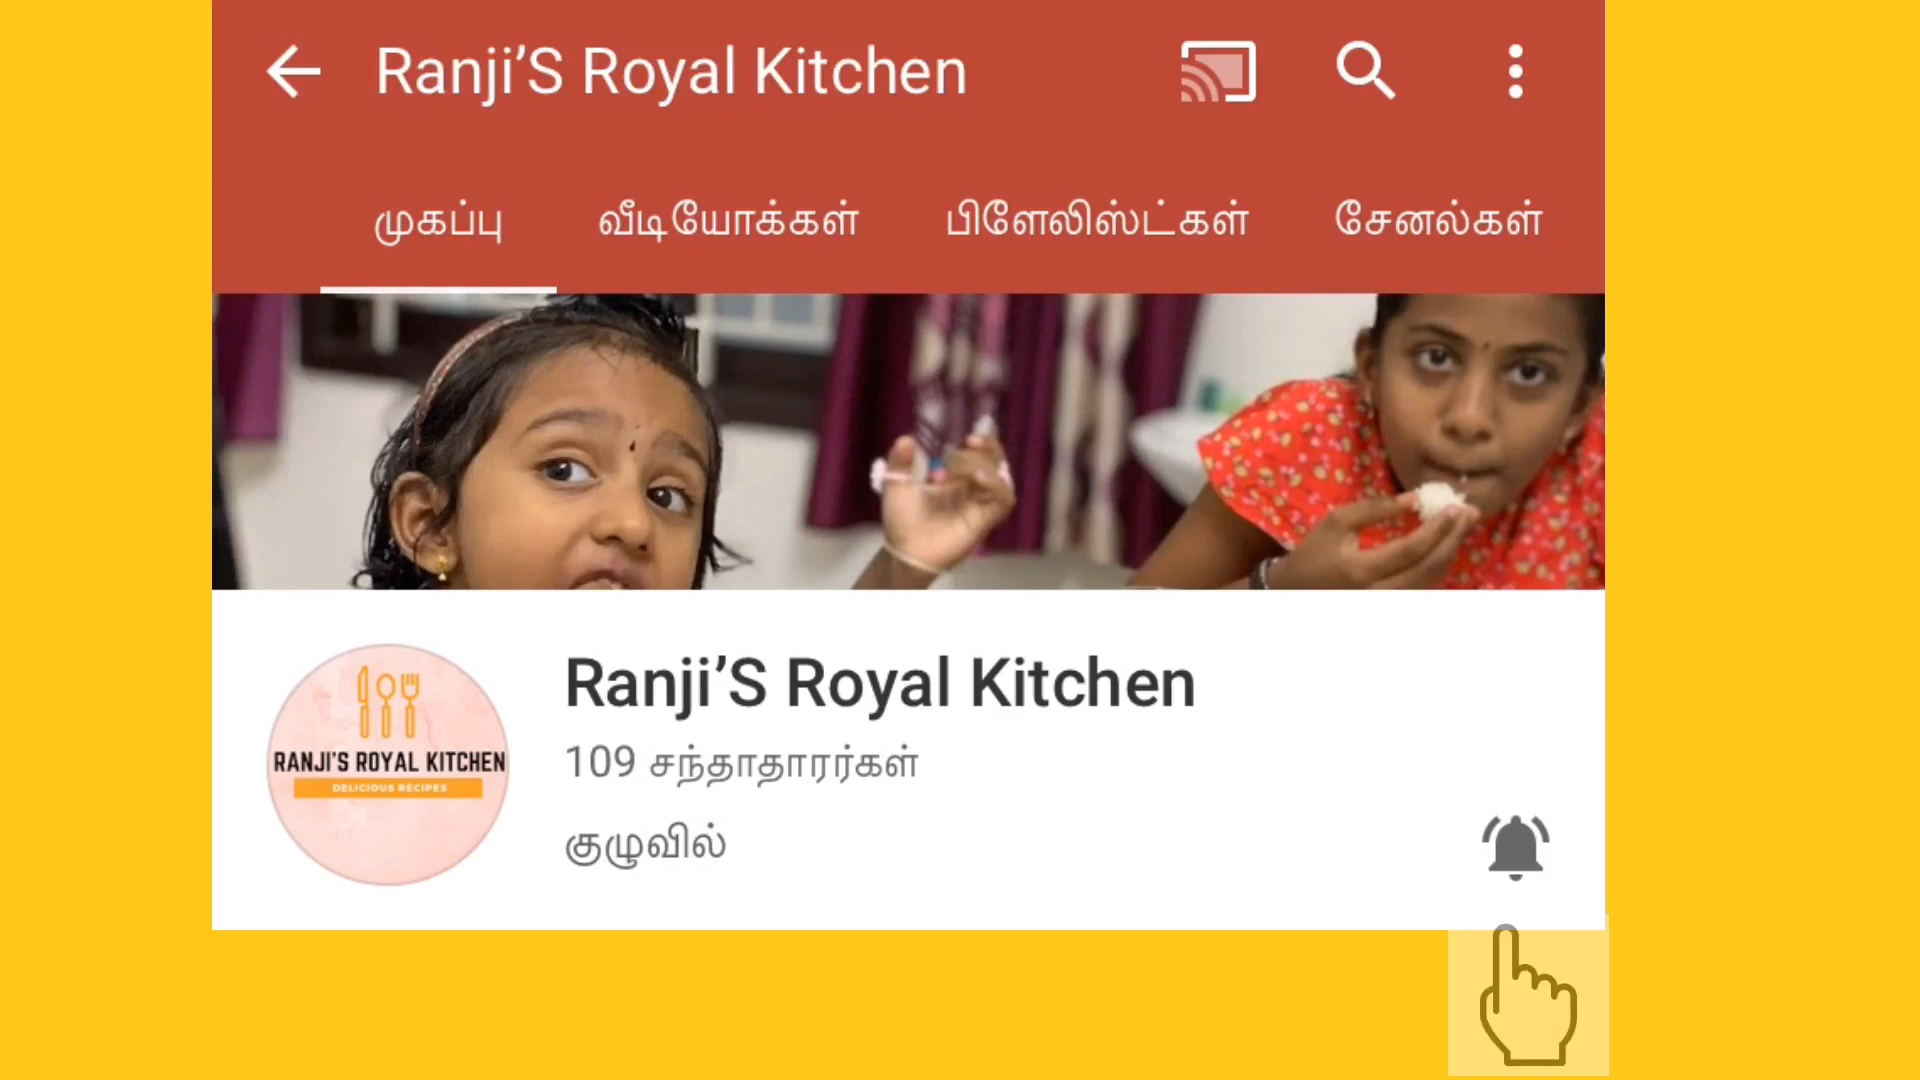 Ranji’S Royal Kitchen
முகப்பு வீடியோக்கள் பிளேலிஸ்ட்கள் சேனல்கள்
RANJI'S ROYAL KITCHEN
DELICIOUS RECIPES
Ranji’S Royal Kitchen
109 சந்தாதாரர்கள்
குழுவில்